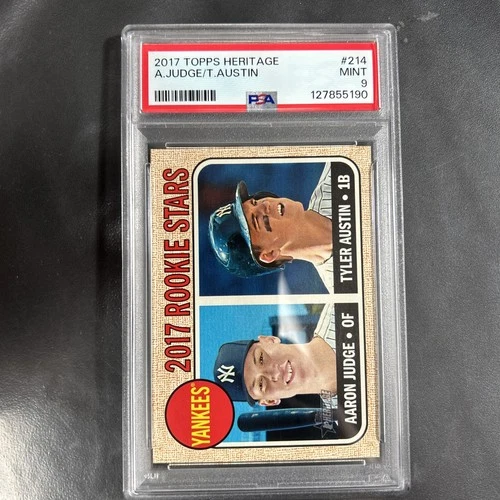 2017 TOPPS HERITAGE #214
A.JUDGE/T.AUSTIN MINT
9
PSA 127855190
2017 ROOKIE STARS
YANKEES
TYLER AUSTIN • 1B
AARON JUDGE • OF